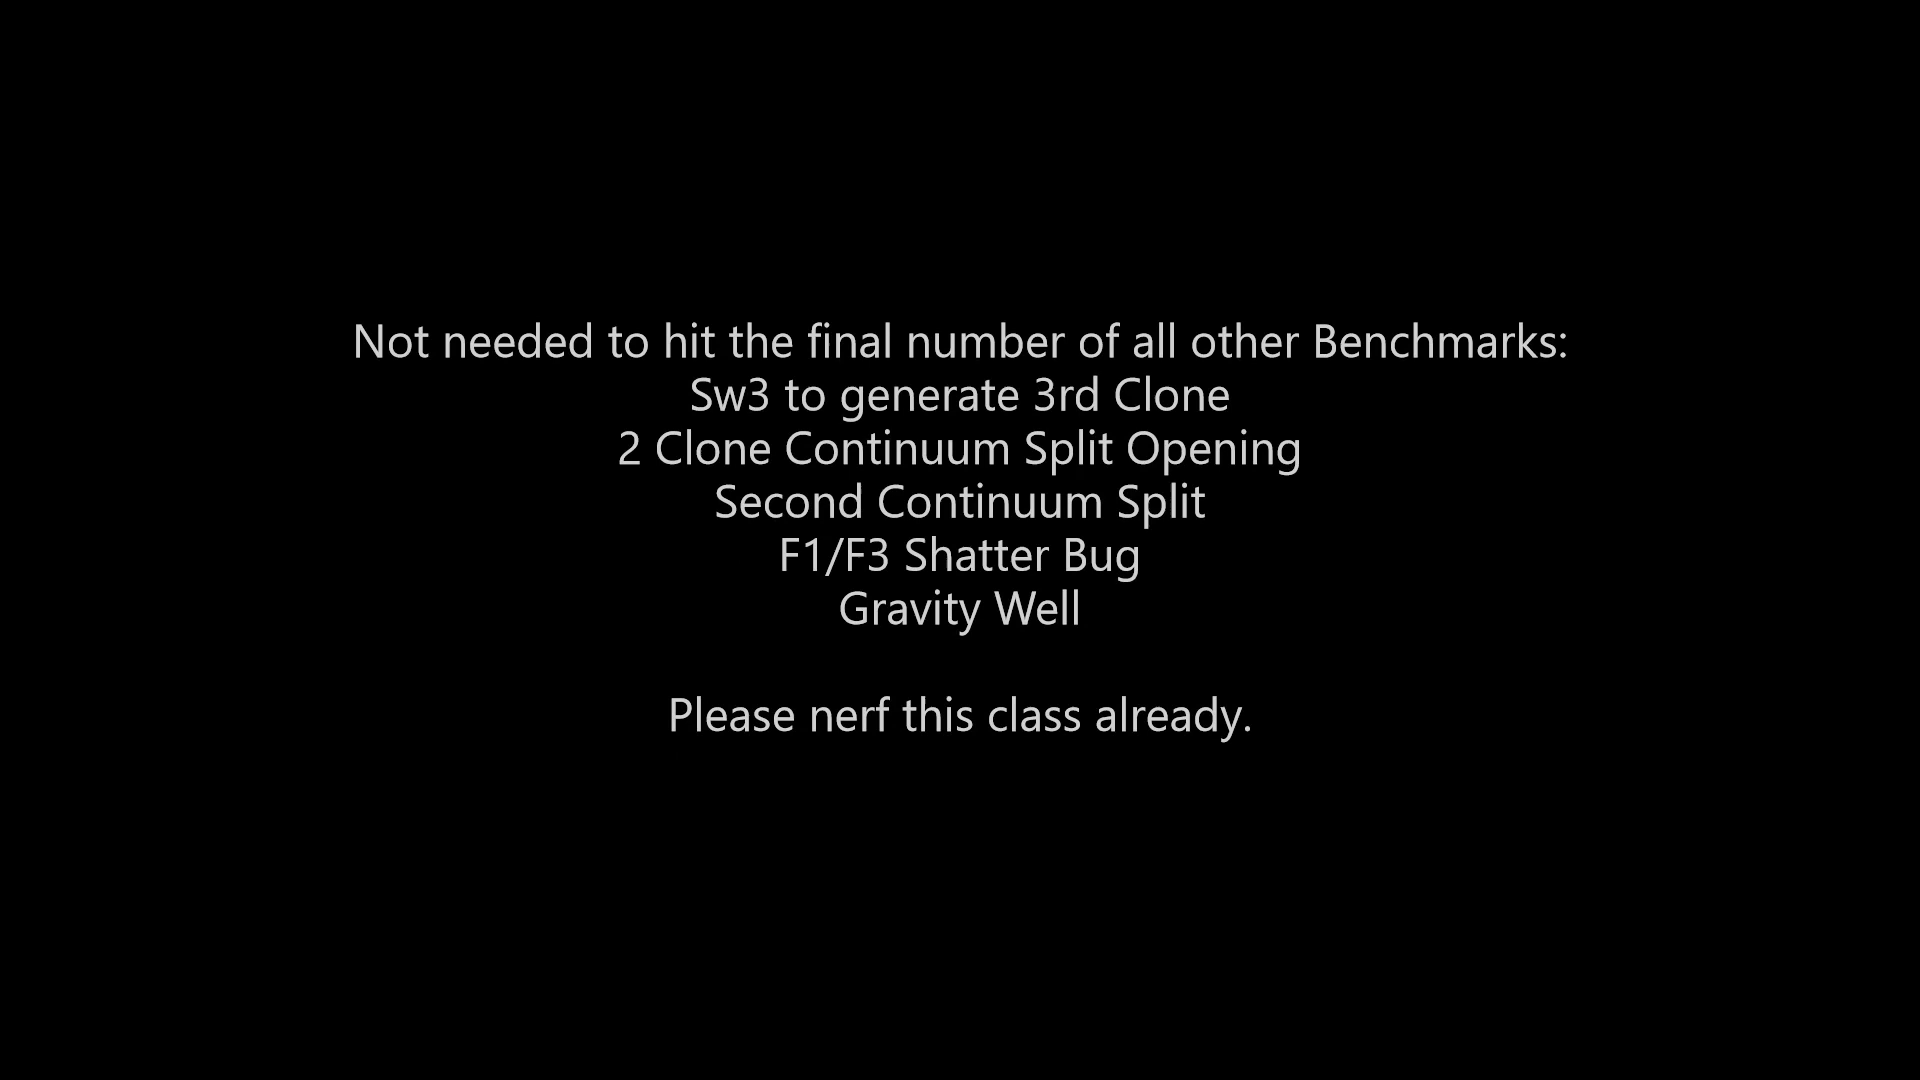 Not needed to hit the final number of all other Benchmarks:
Sw3 to generate 3rd Clone
2 Clone Continuum Split Opening
Second Continuum Split
F1/F3 Shatter Bug
Gravity Well
Please nerf this class already.